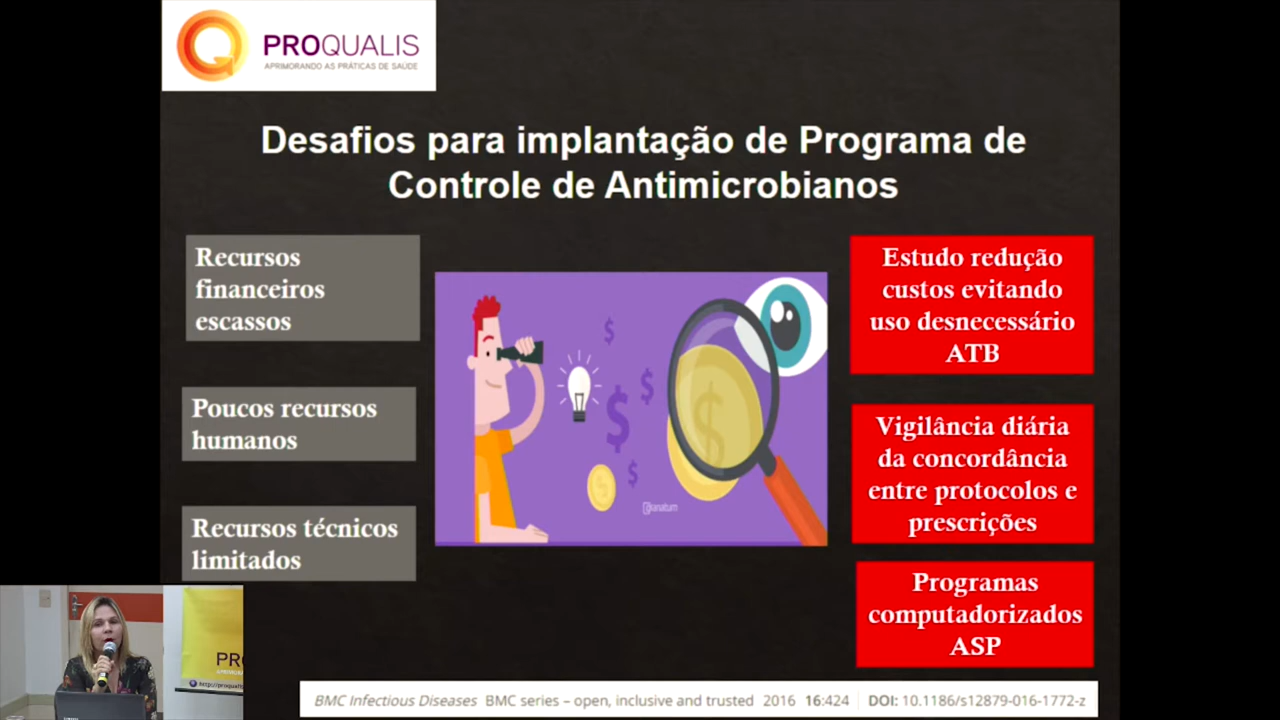 PROQUALIS
APRIMORANDO AS PRÁTICAS DE SAÚDE
Desafios para implantação de Programa de
Controle de Antimicrobianos
Recursos
financeiros
escassos
Poucos recursos
humanos
Recursos técnicos
limitados
$
$
$
$
$
$
Estudo redução
custos evitando
uso desnecessário
ATB
Vigilância diária
da concordância
entre protocolos e
prescrições
Programas
computadorizados
ASP
PR
BMC Infectious Diseases BMC series – open, inclusive and trusted 2016 16:424 DOI: 10.1186/s12879-016-1772-z